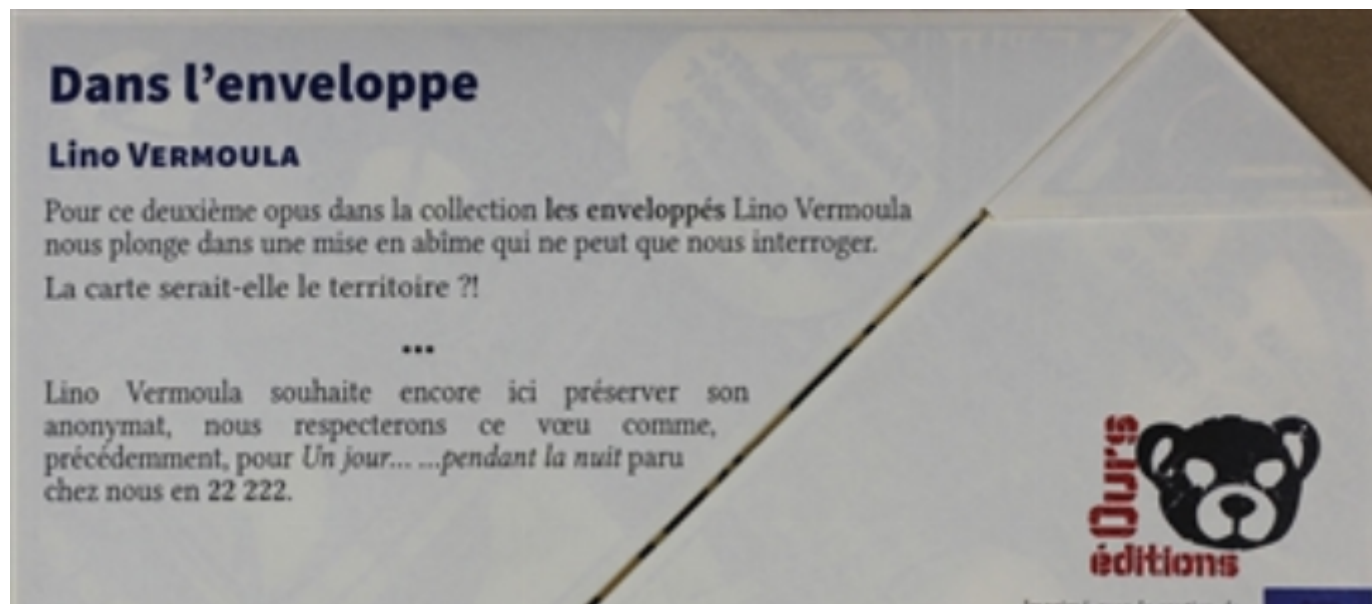 Dans l’enveloppe
Lino VERMOULA
Pour ce deuxième opus dans la collection les enveloppés Lino Vermoula
nous plonge dans une mise en abîme qui ne peut que nous interroger.
La carte serait-elle le territoire ?!
...
Lino Vermoula souhaite encore ici préserver son
anonymat, nous respecterons ce vœu comme,
précédemment, pour Un jour... ...pendant la nuit paru
chez nous en 22 222.
Ours
éditions